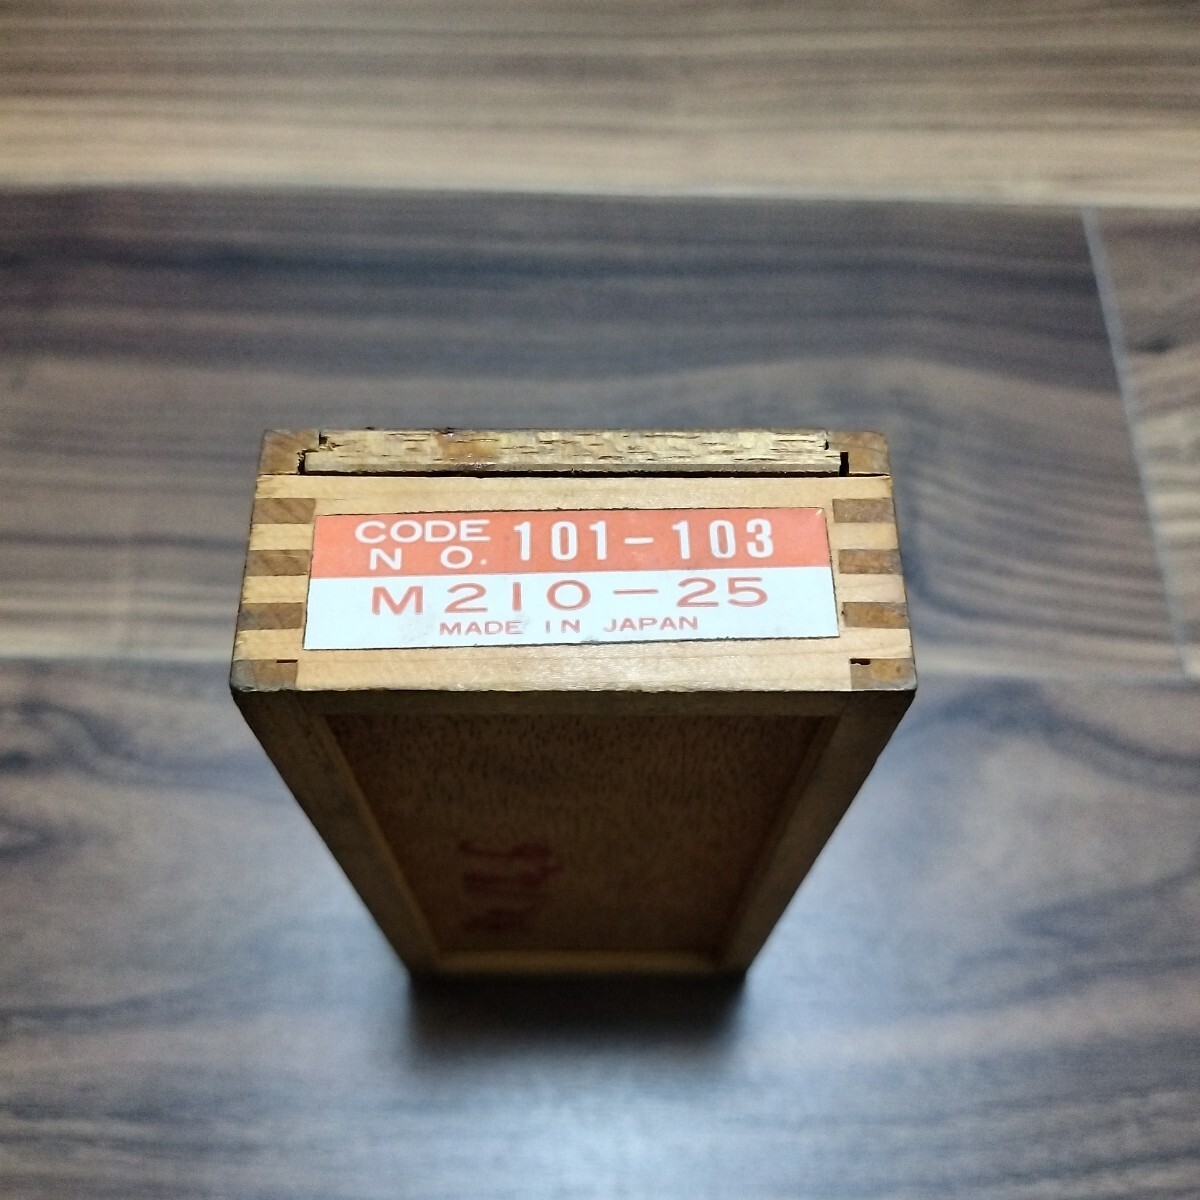 CODE NO. 101-103
M210-25
MADE IN JAPAN